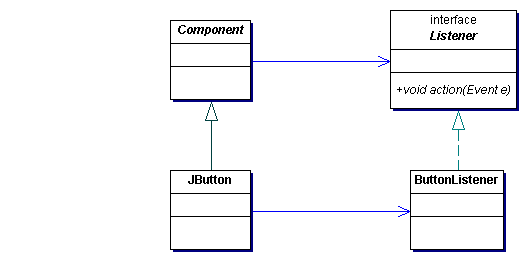 Component
interface
Listener
+void action(Event e)
JButton
ButtonListener